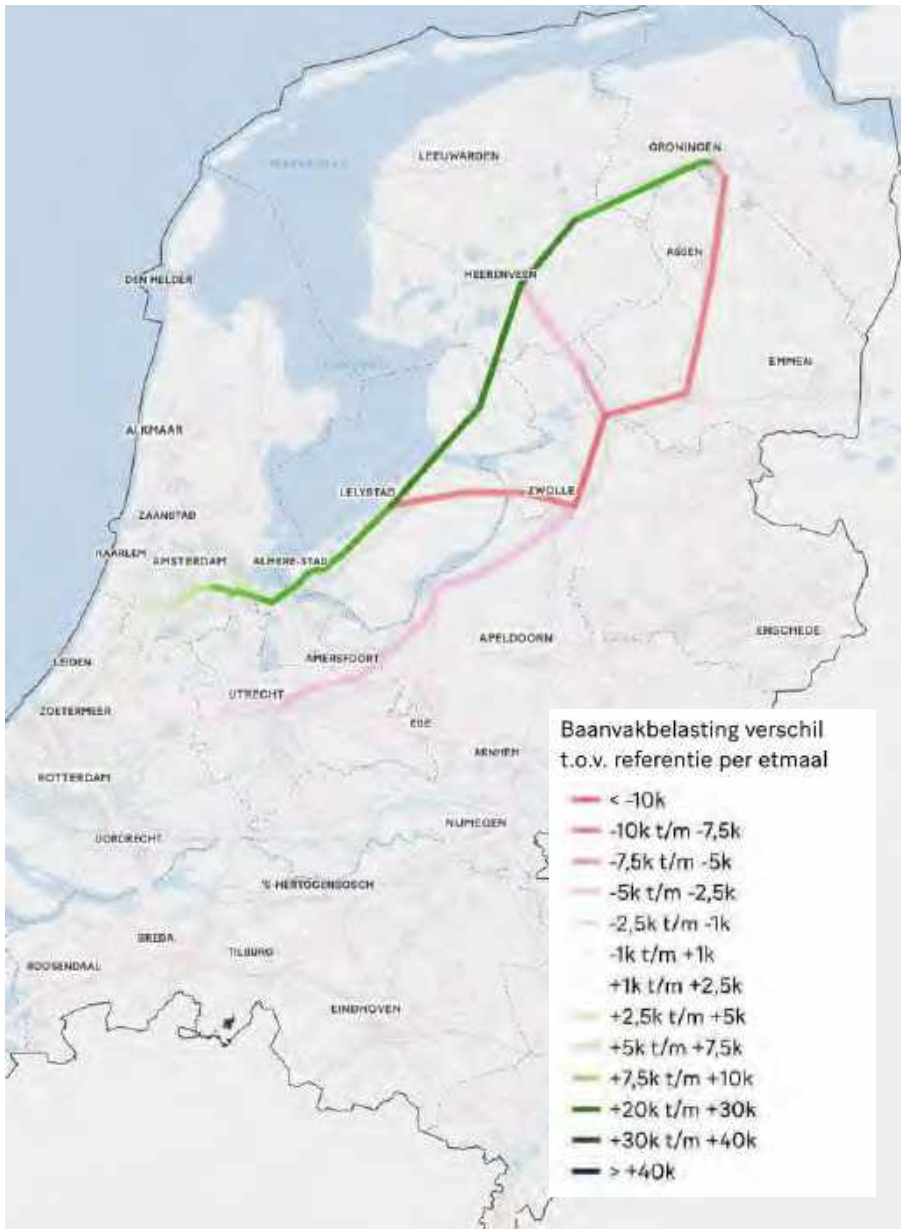 GRONINGEN
LEEUWARDEN
ASSEN
HEERENVEEN
DEN HELDER
EMMEN
ALKMAAR
LELYSTAD
ZWOLLE
ZAANSTAD
HAARLEM
AMSTERDAM
ALMERE-STAD
APELDOORN
ENSCHEDE
LEIDEN
AMERSFOORT
UTRECHT
ZOETERMEER
EDE
ARNHEM
ROTTERDAM
NIJMEGEN
DORDRECHT
'S-HERTOGENBOSCH
BREDA
TILBURG
ROOSENDAAL
EINDHOVEN
Baanvakbelasting verschil
t.o.v. referentie per etmaal
< -10k
-10k t/m -7,5k
-7,5k t/m -5k
-5k t/m -2,5k
-2,5k t/m -1k
-1k t/m +1k
+1k t/m +2,5k
+2,5k t/m +5k
+5k t/m +7,5k
+7,5k t/m +10k
+20k t/m +30k
+30k t/m +40k
> +40k